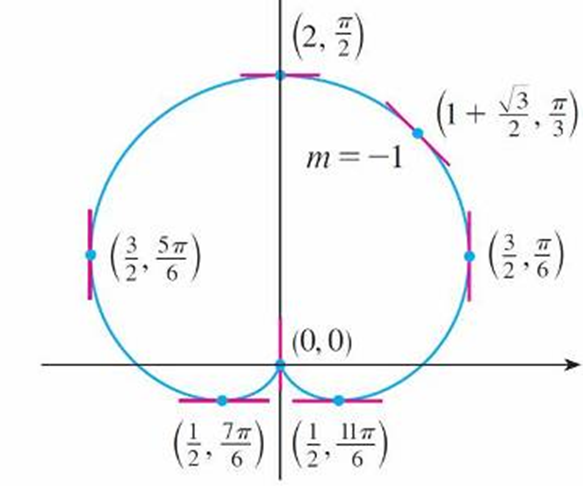 (2, π/2)
(1 + √3/2, π/3)
m = −1
(3/2, 5π/6)
(3/2, π/6)
(0, 0)
(1/2, 7π/6)
(1/2, 11π/6)